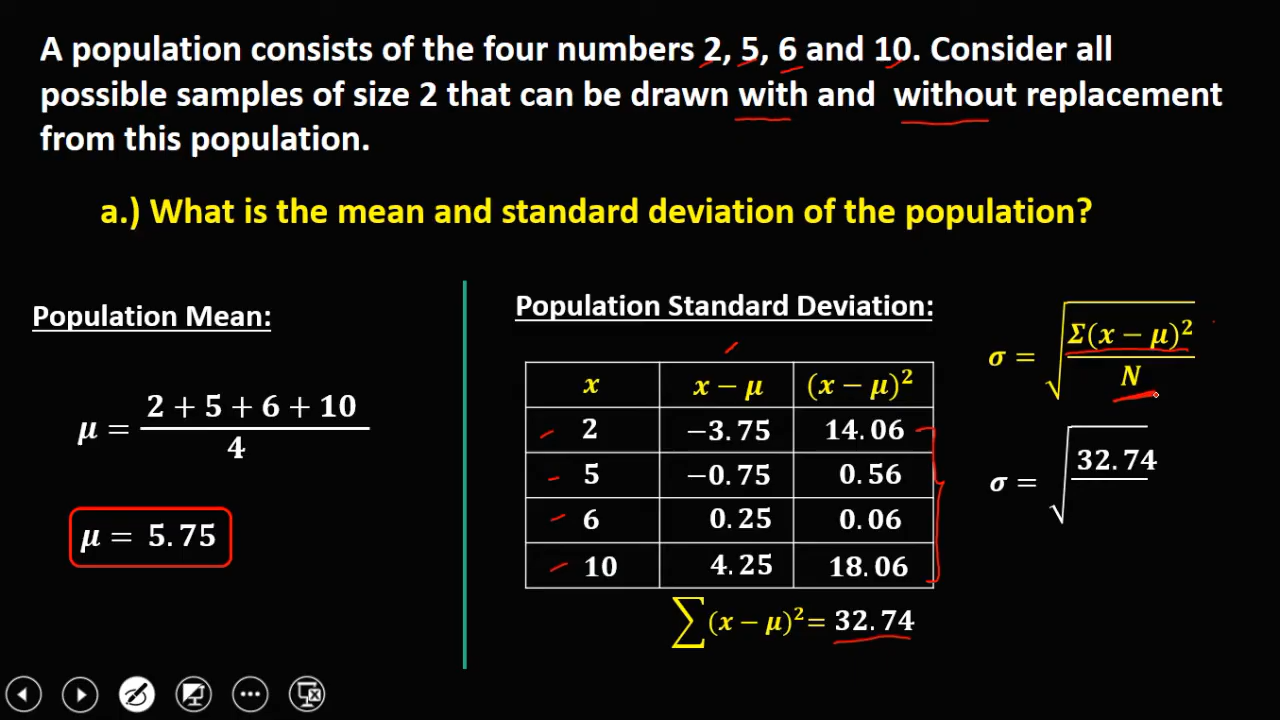 A population consists of the four numbers 2, 5, 6 and 10. Consider all
possible samples of size 2 that can be drawn with and without replacement
from this population.
a.) What is the mean and standard deviation of the population?
Population Mean:
μ = (2 + 5 + 6 + 10) / 4
μ = 5.75
Population Standard Deviation:
x | x − μ | (x − μ)²
2 | −3.75 | 14.06
5 | −0.75 | 0.56
6 | 0.25 | 0.06
10 | 4.25 | 18.06
∑(x − μ)² = 32.74
σ = √(Σ(x − μ)² / N)
σ = √32.74